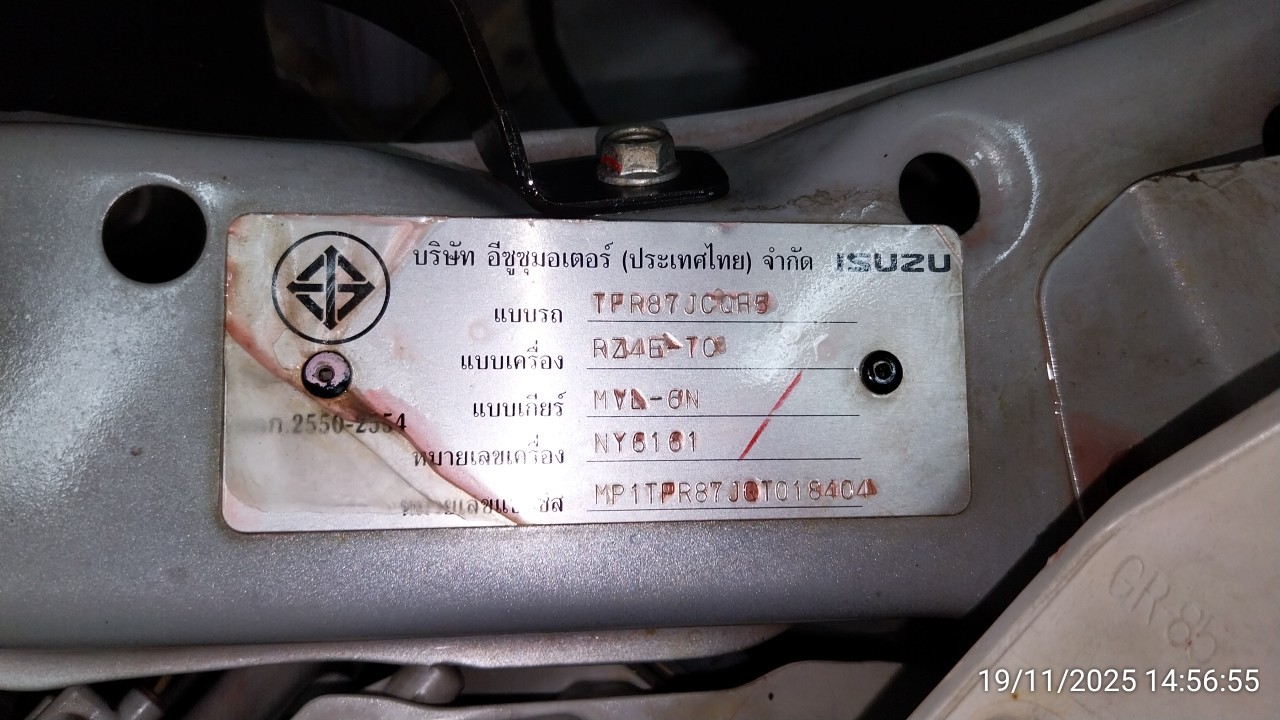 บริษัท อีซูซุมอเตอร์ (ประเทศไทย) จำกัด ISUZU
แบบรถ TFR87JCQR5
แบบเครื่อง RZ4E-TC
แบบเกียร์ MVL-6N
มอก.2550-2554
หมายเลขเครื่อง NY6161
MP1TFR87JCT018404
GR-85
19/11/2025 14:56:55